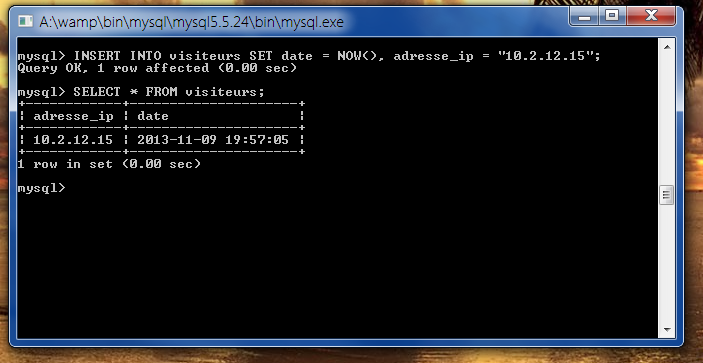 A:\wamp\bin\mysql\mysql5.5.24\bin\mysql.exe
mysql> INSERT INTO visiteurs SET date = NOW(), adresse_ip = "10.2.12.15";
Query OK, 1 row affected (0.00 sec)
mysql> SELECT * FROM visiteurs;
+------------+---------------------+
¦ adresse_ip ¦ date                ¦
+------------+---------------------+
¦ 10.2.12.15 ¦ 2013-11-09 19:57:05 ¦
+------------+---------------------+
1 row in set (0.00 sec)
mysql>